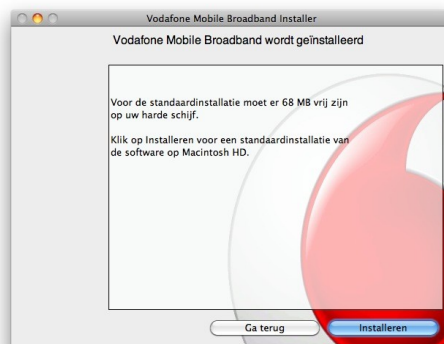 Vodafone Mobile Broadband Installer
Vodafone Mobile Broadband wordt geïnstalleerd
Voor de standaardinstallatie moet er 68 MB vrij zijn
op uw harde schijf.
Klik op Installeren voor een standaardinstallatie van
de software op Macintosh HD.
Ga terug
Installeren